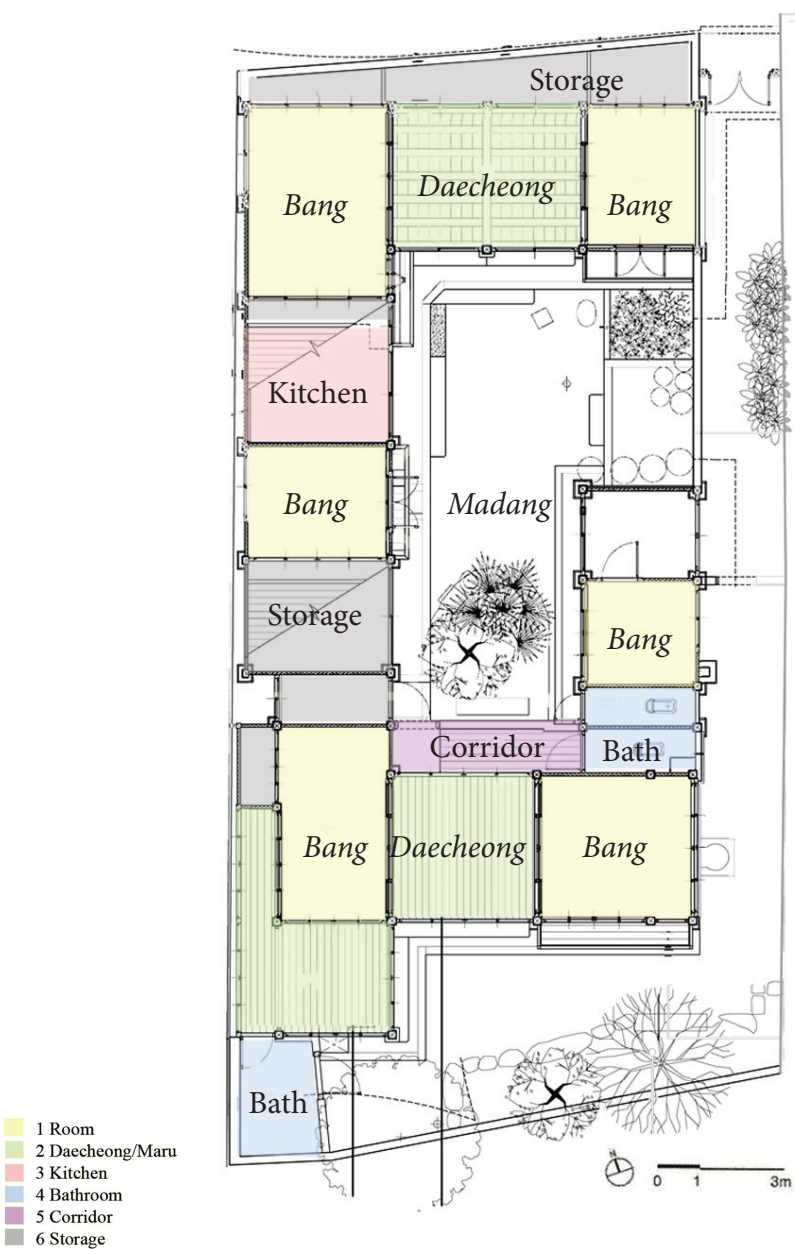 Storage
Bang
Daecheong
Bang
Kitchen
Bang
Madang
Storage
Bang
Corridor
Bath
Bang
Daecheong
Bang
Bath
1 Room
2 Daecheong/Maru
3 Kitchen
4 Bathroom
5 Corridor
6 Storage
N
0 1 3m